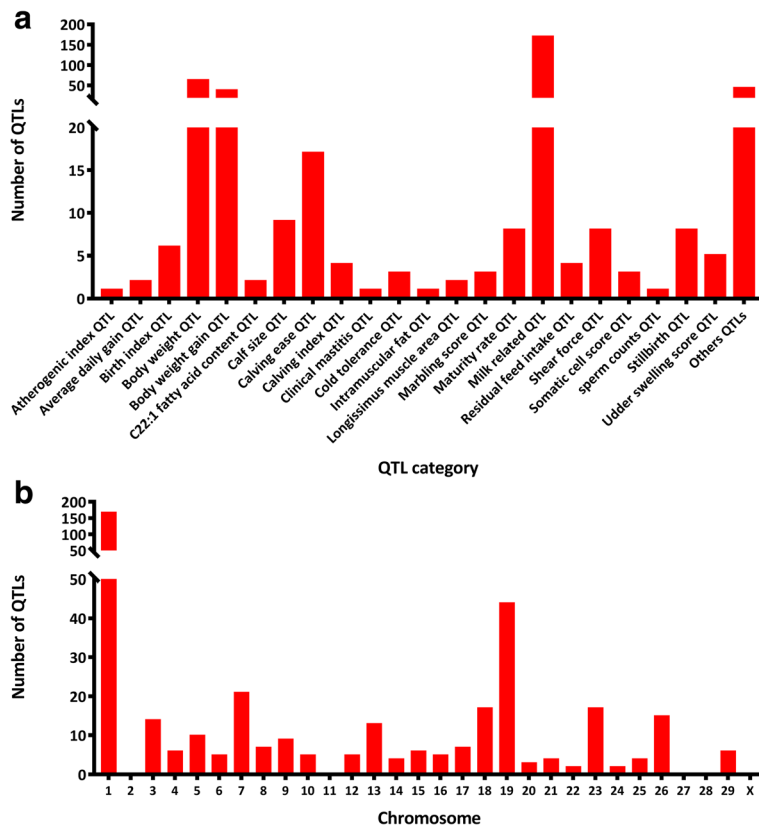 a
Number of QTLs
200
150
100
50
20
15
10
5
0
Atherogenic index QTL
Average daily gain QTL
Birth index QTL
Body weight QTL
Body weight gain QTL
C22:1 fatty acid content QTL
Calf size QTL
Calving ease QTL
Calving index QTL
Clinical mastitis QTL
Cold tolerance QTL
Intramuscular fat QTL
Longissimus muscle area QTL
Marbling score QTL
Maturity rate QTL
Milk related QTL
Residual feed intake QTL
Shear force QTL
Somatic cell score QTL
sperm counts QTL
Stillbirth QTL
Udder swelling score QTL
Others QTLs
QTL category
b
Number of QTLs
200
150
100
50
50
40
30
20
10
0
1 2 3 4 5 6 7 8 9 10 11 12 13 14 15 16 17 18 19 20 21 22 23 24 25 26 27 28 29 X
Chromosome